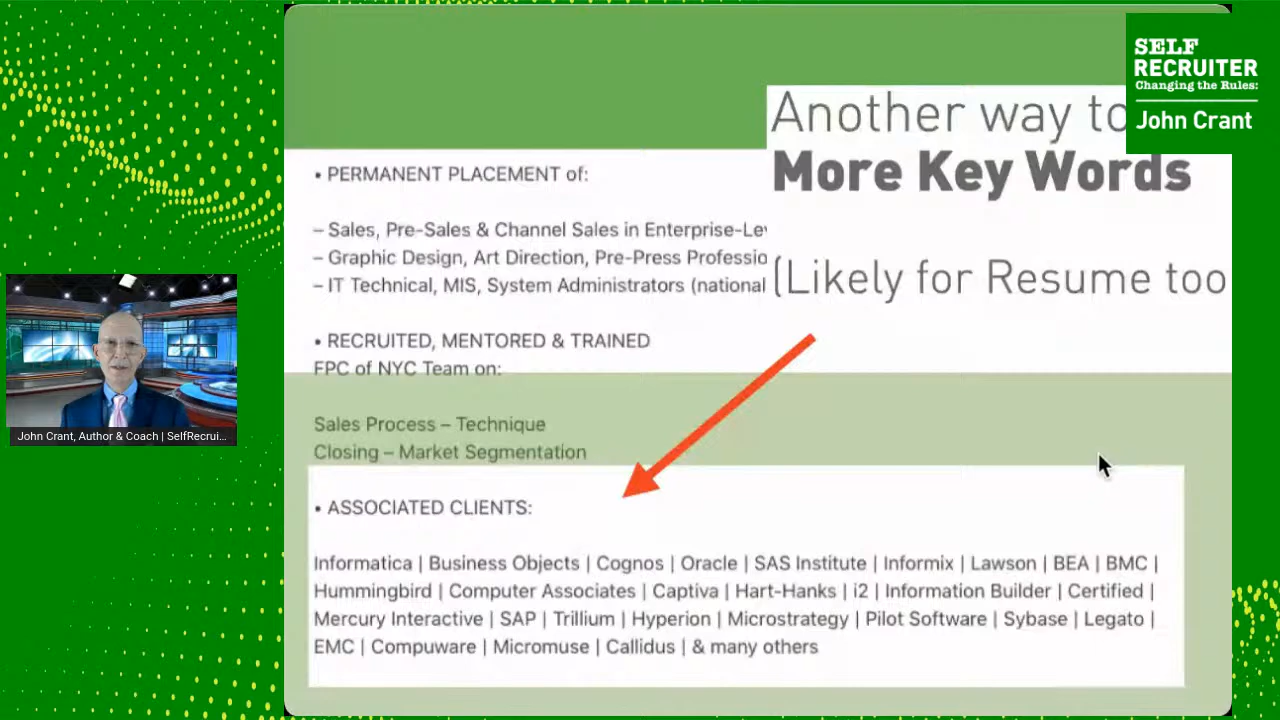 SELF
RECRUITER
Changing the Rules:
John Crant
Another way to
More Key Words
(Likely for Resume too
• PERMANENT PLACEMENT of:
– Sales, Pre-Sales & Channel Sales in Enterprise-Lev
– Graphic Design, Art Direction, Pre-Press Professio
– IT Technical, MIS, System Administrators (national
• RECRUITED, MENTORED & TRAINED
FPC of NYC Team on:
Sales Process – Technique
Closing – Market Segmentation
• ASSOCIATED CLIENTS:
Informatica | Business Objects | Cognos | Oracle | SAS Institute | Informix | Lawson | BEA | BMC |
Hummingbird | Computer Associates | Captiva | Hart-Hanks | i2 | Information Builder | Certified |
Mercury Interactive | SAP | Trillium | Hyperion | Microstrategy | Pilot Software | Sybase | Legato |
EMC | Compuware | Micromuse | Callidus | & many others
John Crant, Author & Coach | SelfRecrui...